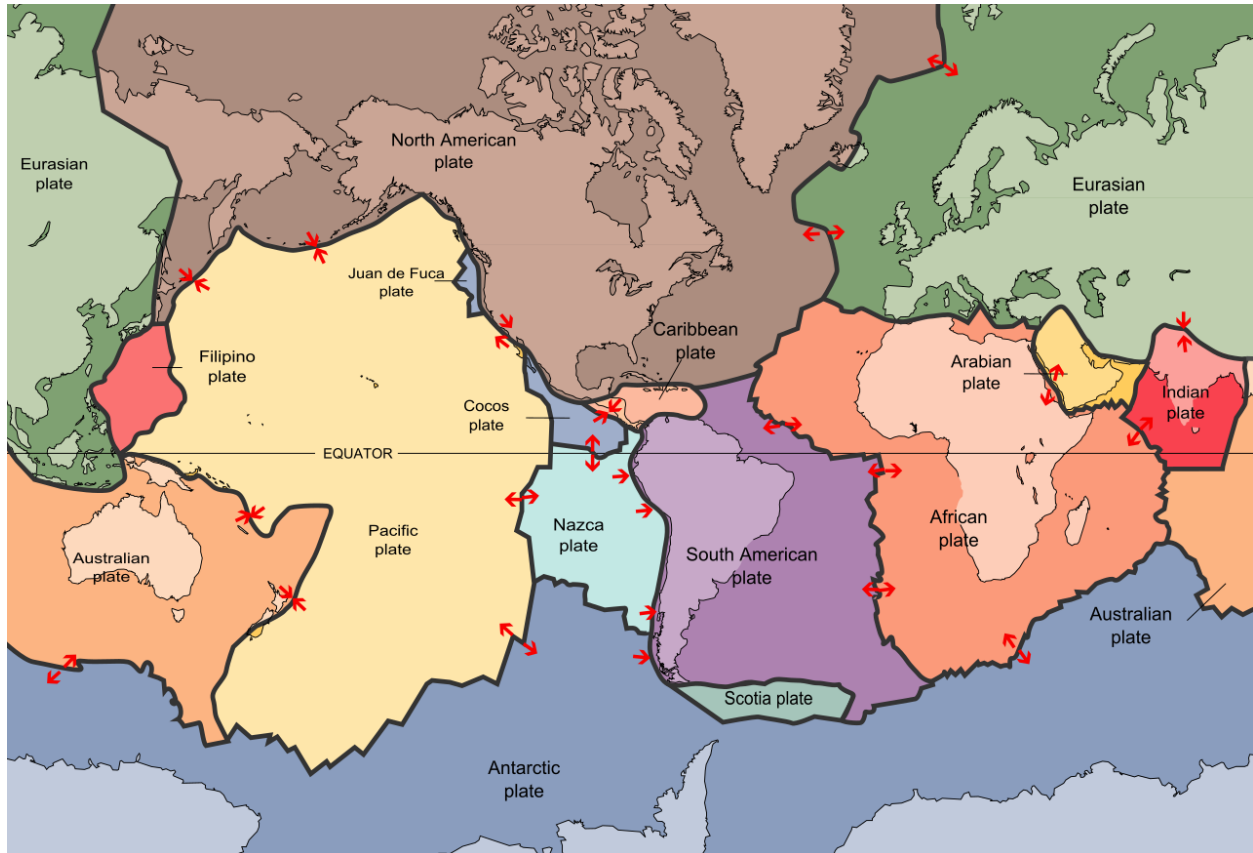 North American
plate
Eurasian
plate
Eurasian
plate
Juan de Fuca
plate
Caribbean
plate
Filipino
plate
Arabian
plate
Indian
plate
Cocos
plate
EQUATOR
Nazca
plate
Pacific
plate
African
plate
Australian
plate
South American
plate
Australian
plate
Scotia plate
Antarctic
plate